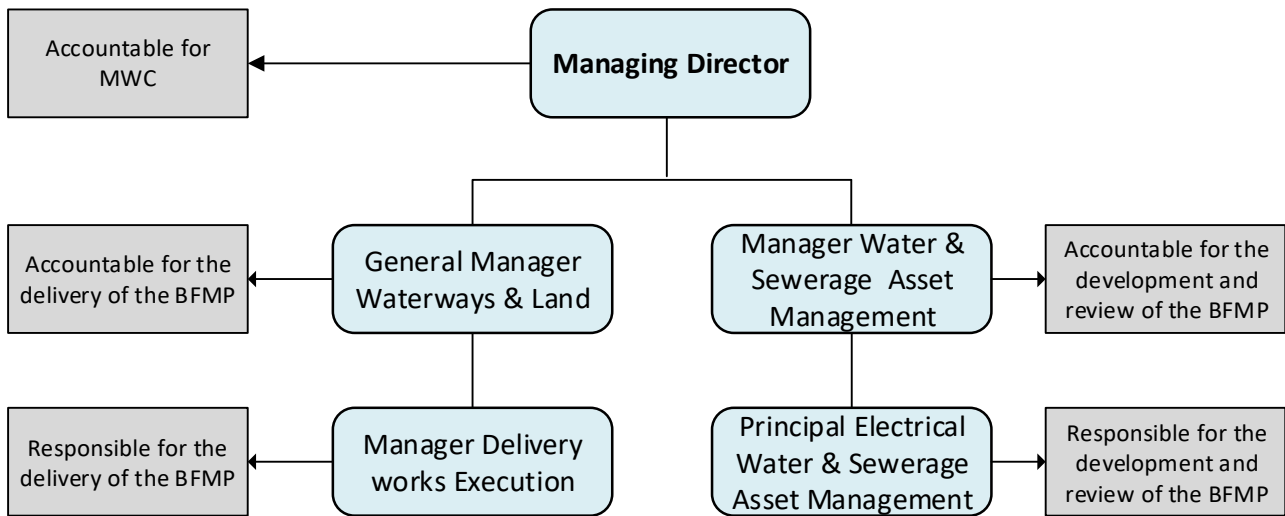 Accountable for
MWC
Managing Director
Accountable for the
delivery of the BFMP
General Manager
Waterways & Land
Manager Water &
Sewerage Asset
Management
Accountable for the
development and
review of the BFMP
Responsible for the
delivery of the BFMP
Manager Delivery
works Execution
Principal Electrical
Water & Sewerage
Asset Management
Responsible for the
development and
review of the BFMP